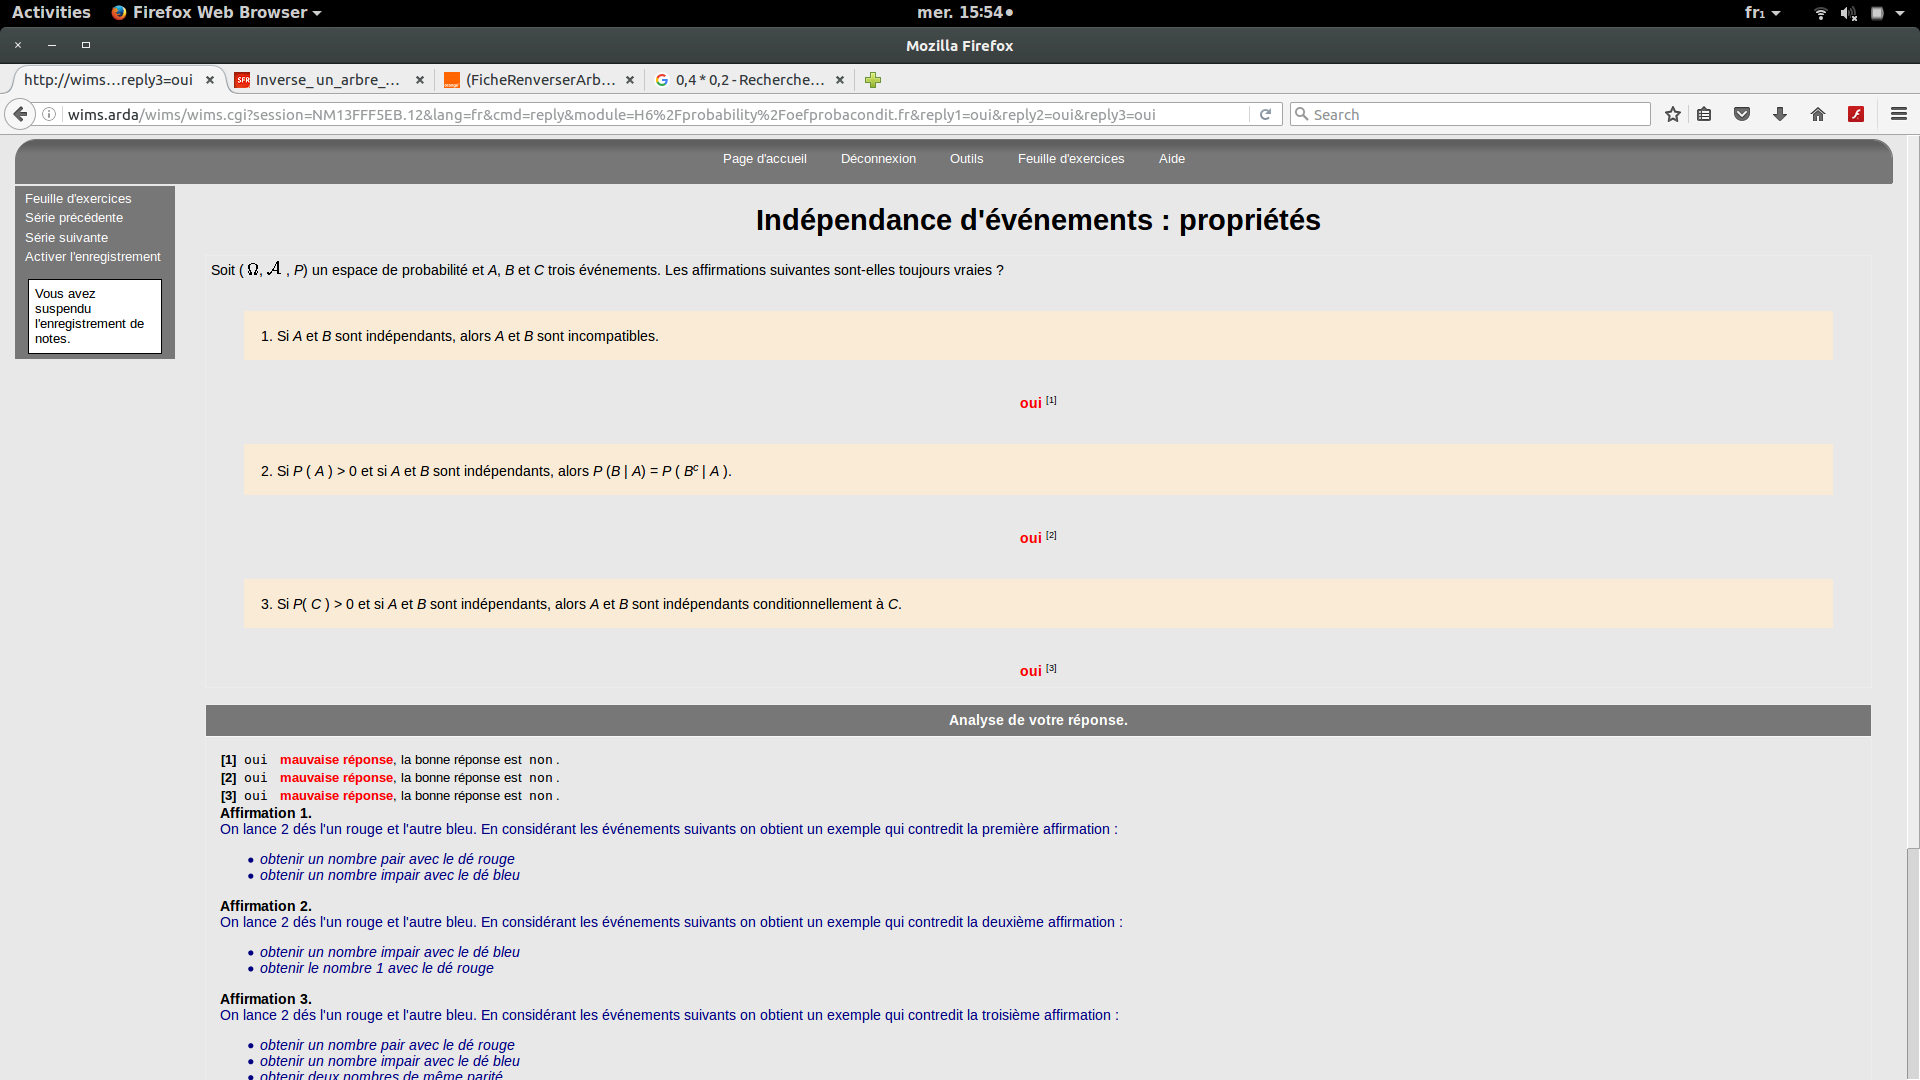 Activities Firefox Web Browser mer. 15:54 fr₁
Mozilla Firefox
http://wims...reply3=oui Inverse_ un_arbre_... (FicheRenverserArb... 0,4 * 0,2 - Recherche...
wims.arda/wims/wims.cgi?session=NM13FFF5EB.12&lang=fr&cmd=reply&module=H6%2Fprobability%2Foefprobacondit.fr&reply1=oui&reply2=oui&reply3=oui Search
Page d'accueil Déconnexion Outils Feuille d'exercices Aide
Feuille d'exercices
Série précédente
Série suivante
Activer l'enregistrement
Vous avez
suspendu
l'enregistrement de
notes.
Indépendance d'événements : propriétés
Soit ( Ω, 𝒜 , P) un espace de probabilité et A, B et C trois événements. Les affirmations suivantes sont-elles toujours vraies ?
1. Si A et B sont indépendants, alors A et B sont incompatibles.
oui [1]
2. Si P ( A ) > 0 et si A et B sont indépendants, alors P (B | A) = P ( Bᶜ | A ).
oui [2]
3. Si P( C ) > 0 et si A et B sont indépendants, alors A et B sont indépendants conditionnellement à C.
oui [3]
Analyse de votre réponse.
[1] oui mauvaise réponse, la bonne réponse est non .
[2] oui mauvaise réponse, la bonne réponse est non .
[3] oui mauvaise réponse, la bonne réponse est non .
Affirmation 1.
On lance 2 dés l'un rouge et l'autre bleu. En considérant les événements suivants on obtient un exemple qui contredit la première affirmation :
• obtenir un nombre pair avec le dé rouge
• obtenir un nombre impair avec le dé bleu
Affirmation 2.
On lance 2 dés l'un rouge et l'autre bleu. En considérant les événements suivants on obtient un exemple qui contredit la deuxième affirmation :
• obtenir un nombre impair avec le dé bleu
• obtenir le nombre 1 avec le dé rouge
Affirmation 3.
On lance 2 dés l'un rouge et l'autre bleu. En considérant les événements suivants on obtient un exemple qui contredit la troisième affirmation :
• obtenir un nombre pair avec le dé rouge
• obtenir un nombre impair avec le dé bleu
• obtenir deux nombres de même parité